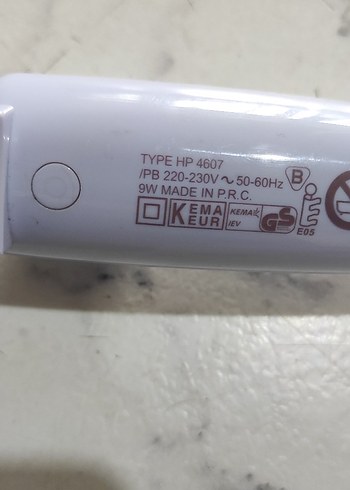 TYPE HP 4607
/PB 220-230V ~ 50-60Hz
9W MADE IN P.R.C.
B
KEMA
KEUR
KEMA
IEV
GS
E05